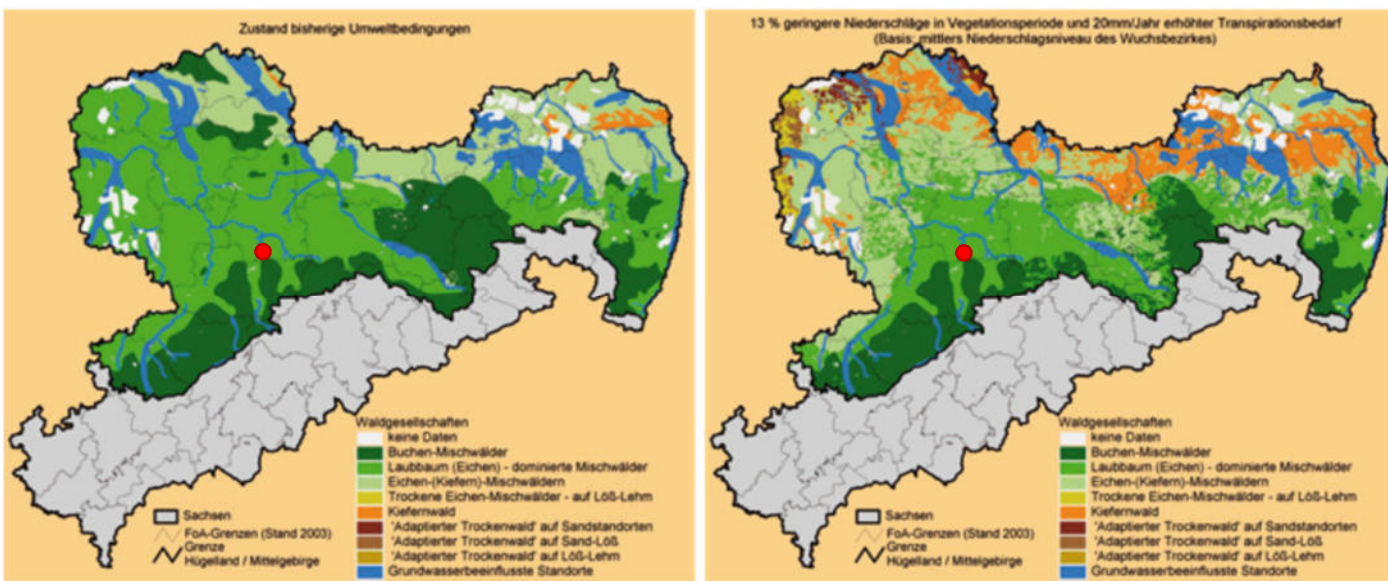 Zustand bisherige Umweltbedingungen
Waldgesellschaften
keine Daten
Buchen-Mischwälder
Laubbaum (Eichen) - dominierte Mischwälder
Eichen-(Kiefern)-Mischwäldern
Trockene Eichen-Mischwälder - auf Löß-Lehm
Kiefernwald
'Adaptierter Trockenwald' auf Sandstandorten
'Adaptierter Trockenwald' auf Sand-Löß
'Adaptierter Trockenwald' auf Löß-Lehm
Grundwasserbeeinflusste Standorte
Sachsen
FoA-Grenzen (Stand 2003)
Grenze
Hügelland / Mittelgebirge
13 % geringere Niederschläge in Vegetationsperiode und 20mm/Jahr erhöhter Transpirationsbedarf
(Basis: mittlers Niederschlagsniveau des Wuchsbezirkes)
Waldgesellschaften
keine Daten
Buchen-Mischwälder
Laubbaum (Eichen) - dominierte Mischwälder
Eichen-(Kiefern)-Mischwäldern
Trockene Eichen-Mischwälder - auf Löß-Lehm
Kiefernwald
'Adaptierter Trockenwald' auf Sandstandorten
'Adaptierter Trockenwald' auf Sand-Löß
'Adaptierter Trockenwald' auf Löß-Lehm
Grundwasserbeeinflusste Standorte
Sachsen
FoA-Grenzen (Stand 2003)
Grenze
Hügelland / Mittelgebirge